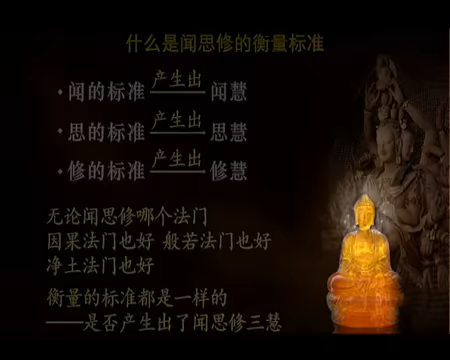 什么是闻思修的衡量标准
·闻的标准 产生出 闻慧
·思的标准 产生出 思慧
·修的标准 产生出 修慧
无论闻思修哪个法门
因果法门也好 般若法门也好
净土法门也好
衡量的标准都是一样的
——是否产生出了闻思修三慧